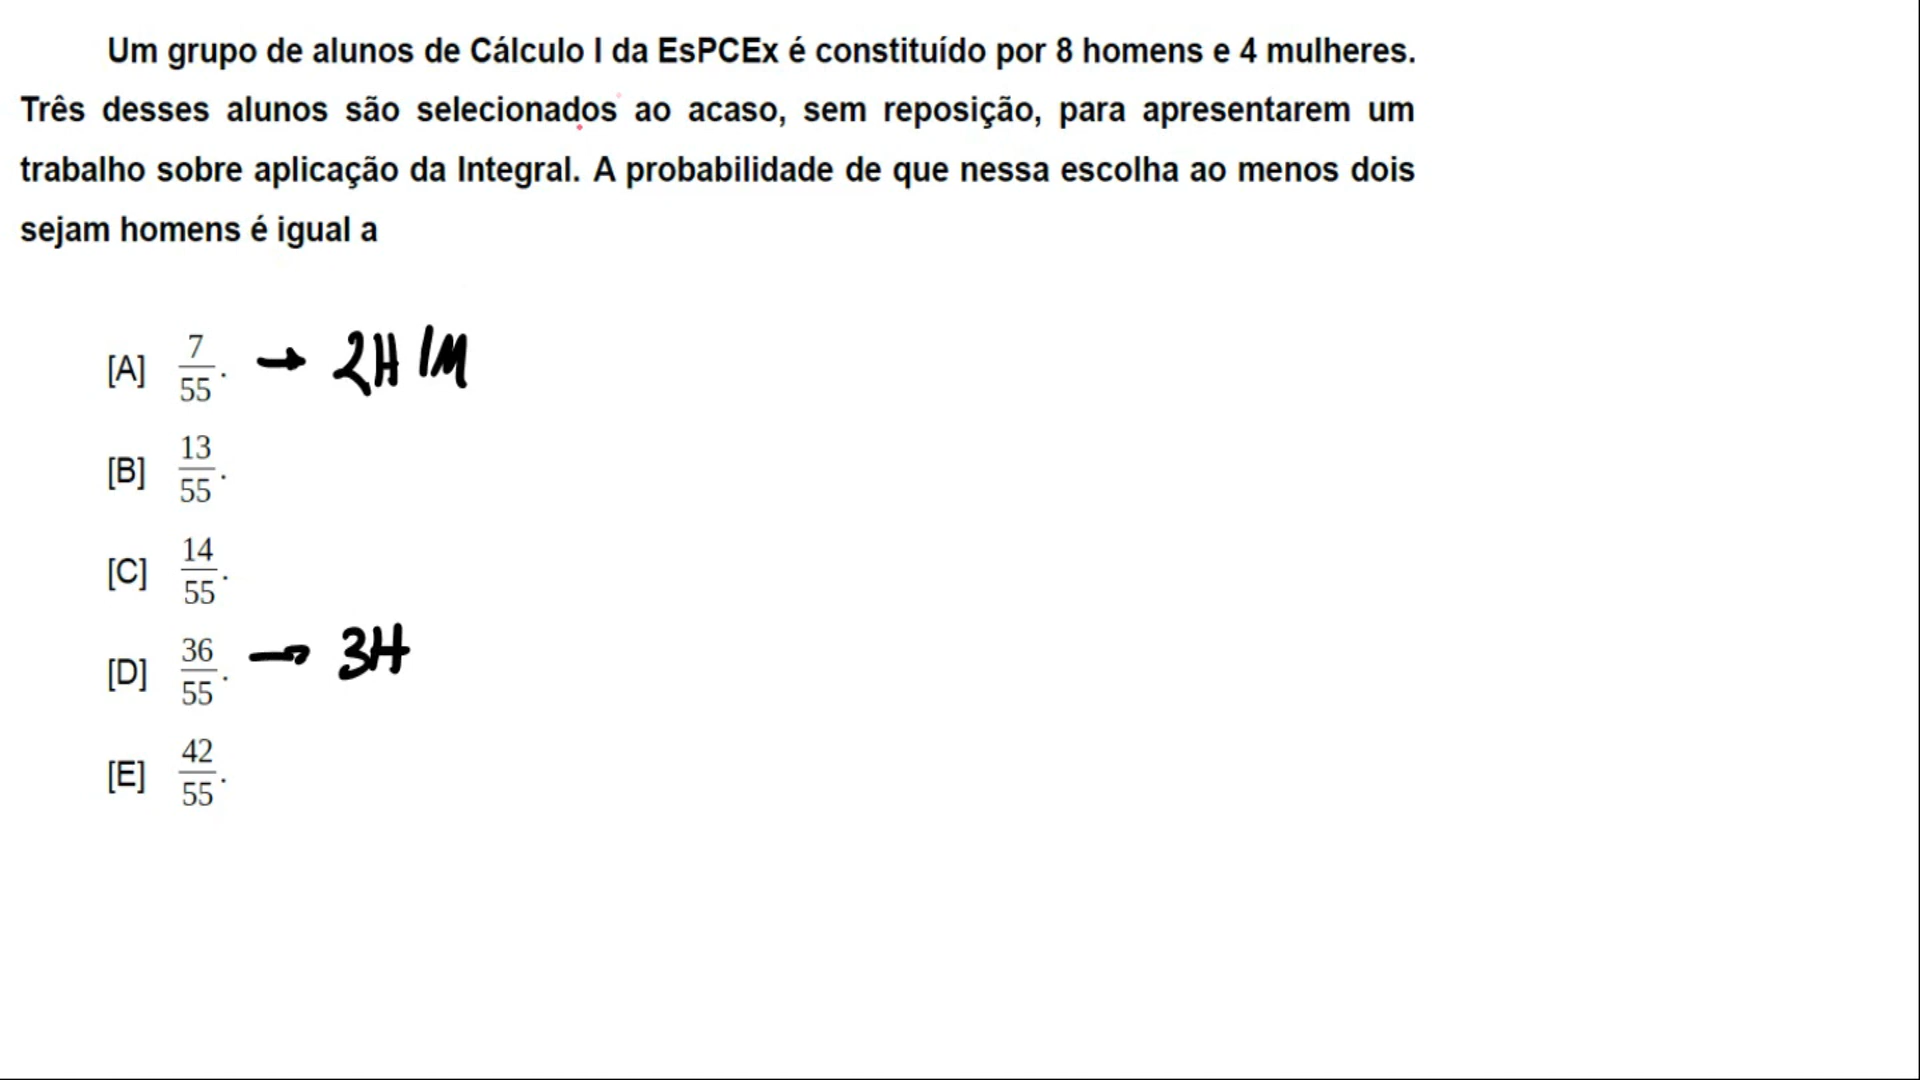 Um grupo de alunos de Cálculo I da EsPCEx é constituído por 8 homens e 4 mulheres.
Três desses alunos são selecionados ao acaso, sem reposição, para apresentarem um
trabalho sobre aplicação da Integral. A probabilidade de que nessa escolha ao menos dois
sejam homens é igual a
[A] 7/55. → 2H 1M
[B] 13/55.
[C] 14/55.
[D] 36/55. → 3H
[E] 42/55.